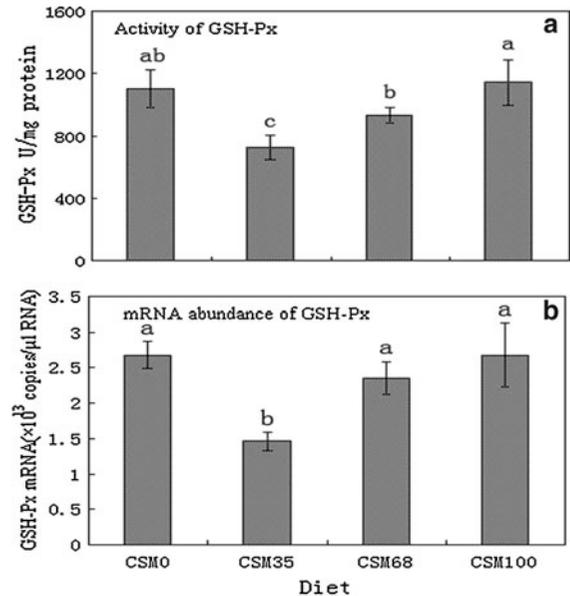 1600
Activity of GSH-Px
a
ab
a
1200
b
c
800
400
0
GSH-Px U/mg protein
3.5
mRNA abundance of GSH-Px
b
a
a
a
3
2.5
2
b
1.5
1
0.5
0
GSH-Px mRNA(×10¹³ copies/μl RNA)
CSM0 CSM35 CSM68 CSM100
Diet